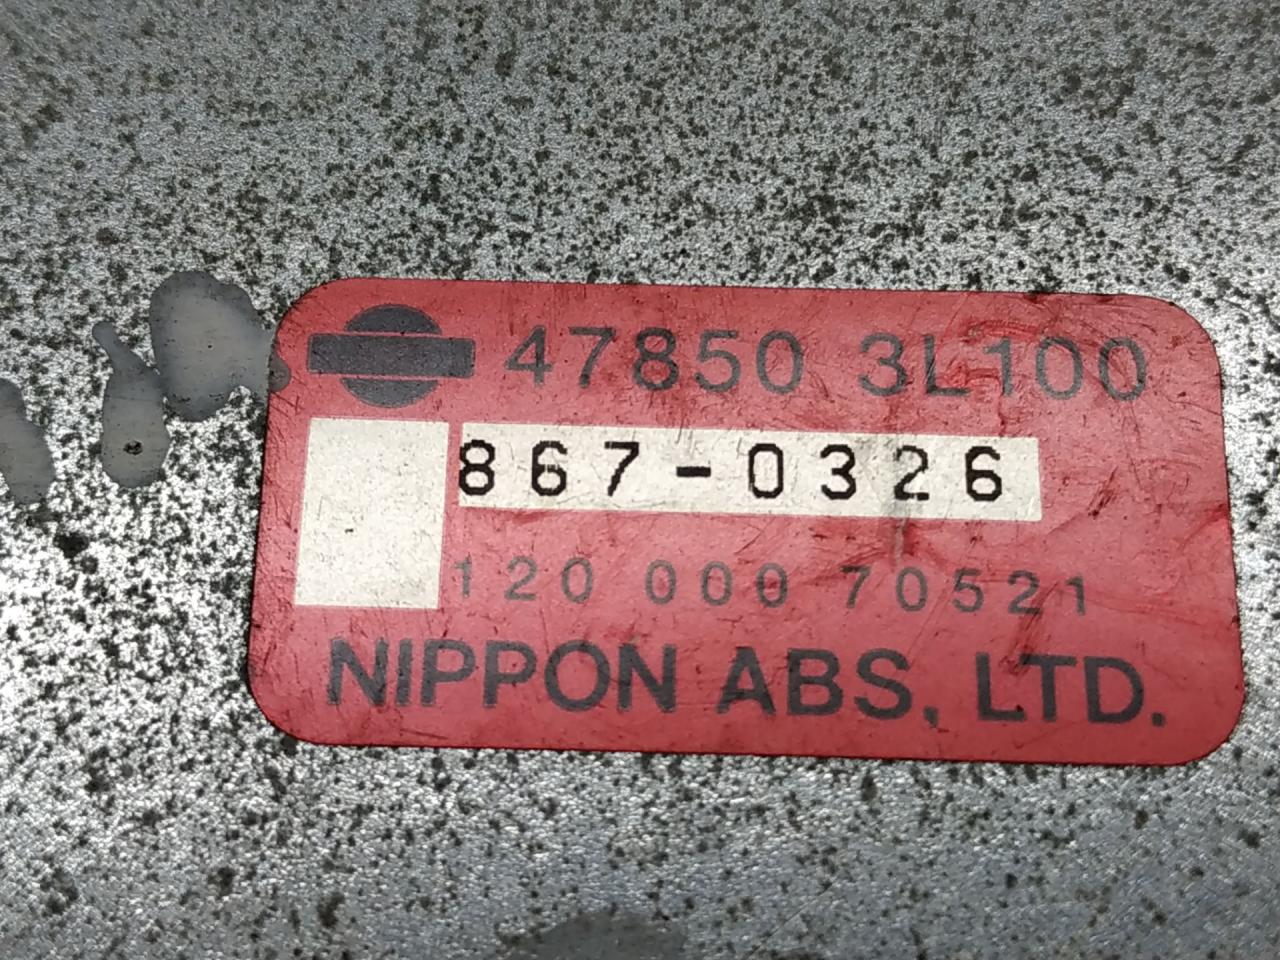 47850 3L100
867-0326
120 000 70521
NIPPON ABS, LTD.